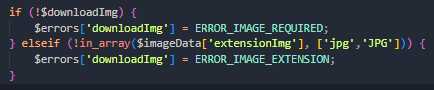 if (!$downloadImg) {
    $errors['downloadImg'] = ERROR_IMAGE_REQUIRED;
} elseif (!in_array($imageData['extensionImg'], ['jpg','JPG'])) {
    $errors['downloadImg'] = ERROR_IMAGE_EXTENSION;
}